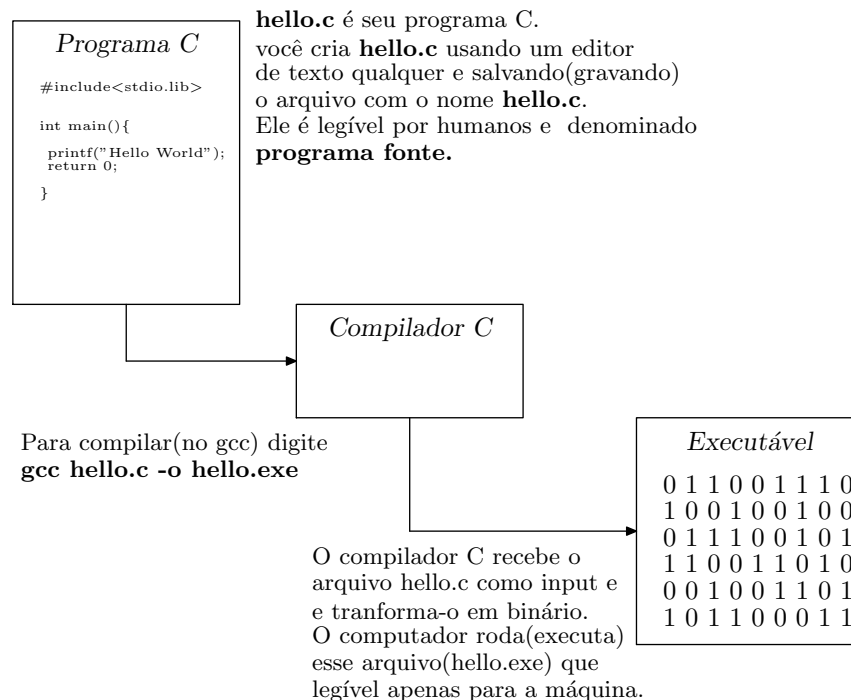 Programa C
#include<stdio.lib>
int main(){
printf("Hello World");
return 0;
}
hello.c é seu programa C.
você cria hello.c usando um editor
de texto qualquer e salvando(gravando)
o arquivo com o nome hello.c.
Ele é legível por humanos e denominado
programa fonte.
Compilador C
Para compilar(no gcc) digite
gcc hello.c -o hello.exe
Executável
0 1 1 0 0 1 1 1 0
1 0 0 1 0 0 1 0 0
0 1 1 1 0 0 1 0 1
1 1 0 0 1 1 0 1 0
0 0 1 0 0 1 1 0 1
1 0 1 1 0 0 0 1 1
O compilador C recebe o
arquivo hello.c como input e
e tranforma-o em binário.
O computador roda(executa)
esse arquivo(hello.exe) que
legível apenas para a máquina.